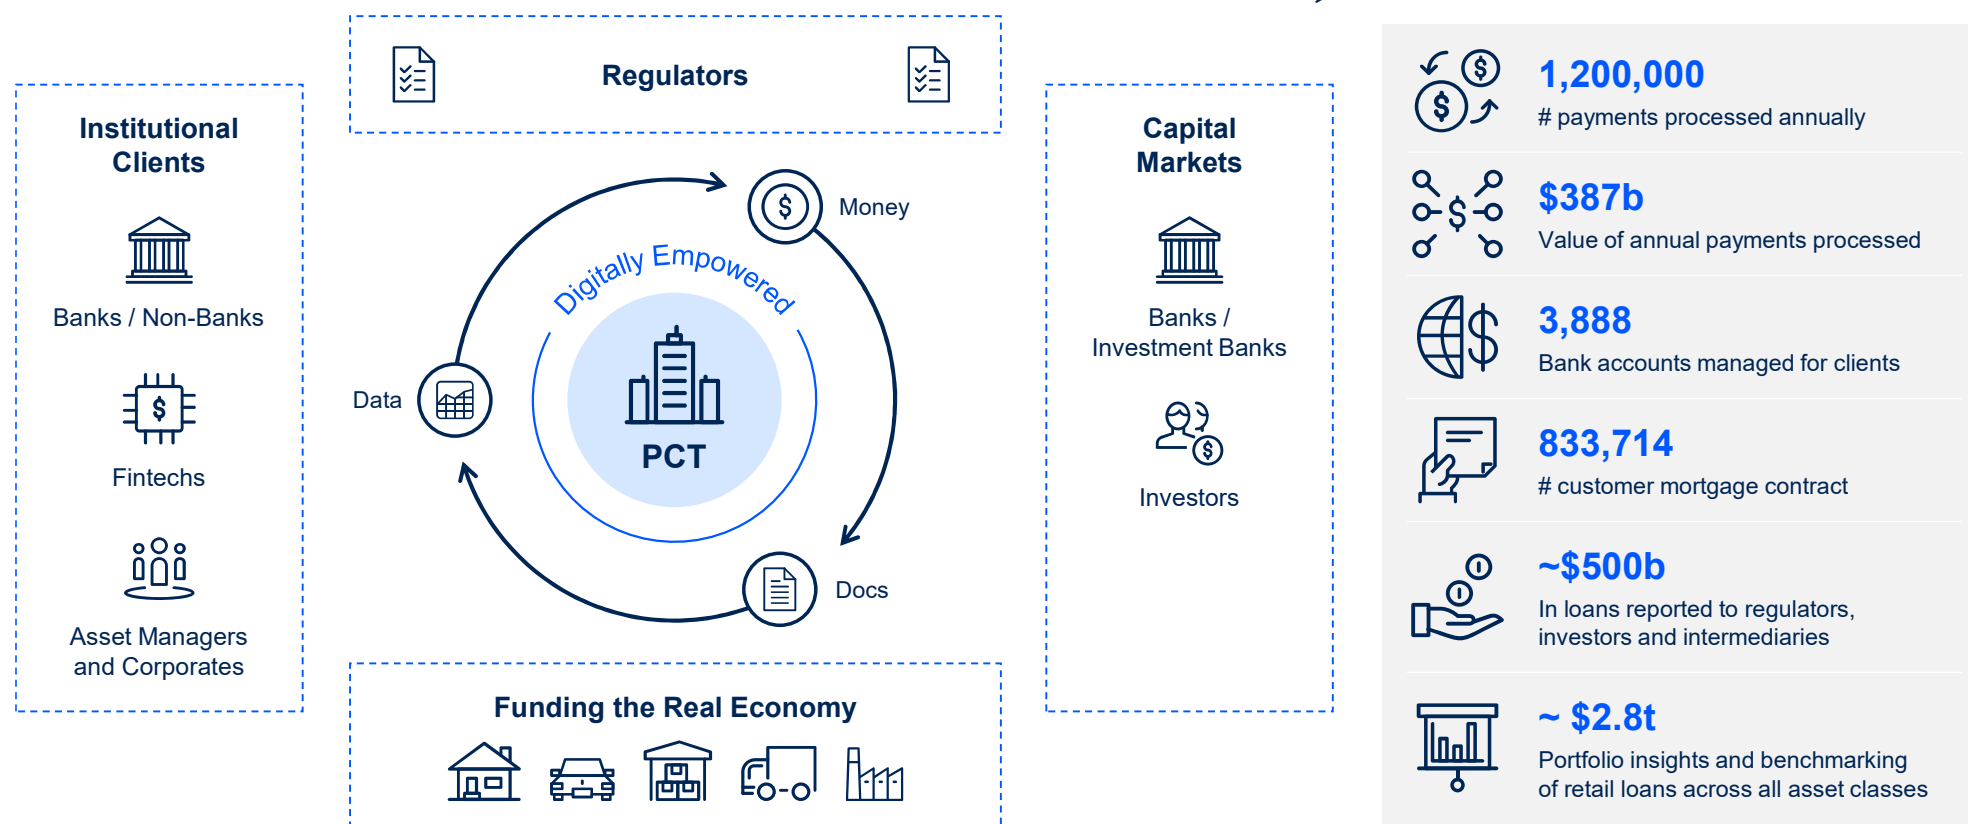 Regulators
Institutional
Clients
Banks / Non-Banks
Fintechs
Asset Managers
and Corporates
Money
Digitally Empowered
Data
PCT
Docs
Funding the Real Economy
Capital
Markets
Banks /
Investment Banks
Investors
1,200,000
# payments processed annually
$387b
Value of annual payments processed
3,888
Bank accounts managed for clients
833,714
# customer mortgage contract
~$500b
In loans reported to regulators,
investors and intermediaries
~ $2.8t
Portfolio insights and benchmarking
of retail loans across all asset classes